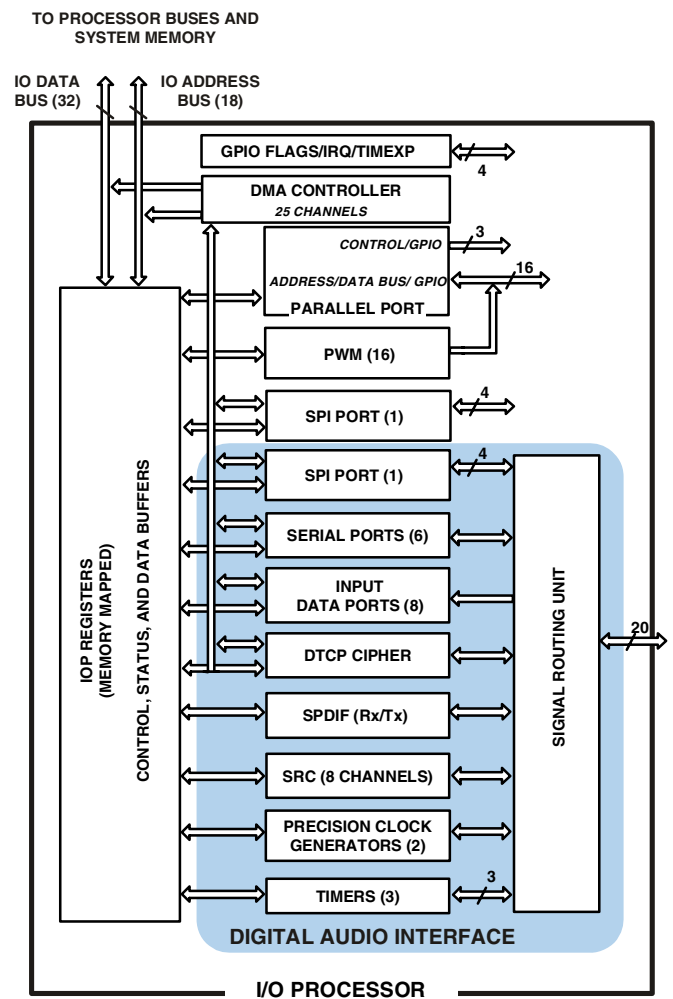 TO PROCESSOR BUSES AND
SYSTEM MEMORY
IO DATA
BUS (32)
IO ADDRESS
BUS (18)
GPIO FLAGS/IRQ/TIMEXP
4
DMA CONTROLLER
25 CHANNELS
CONTROL/GPIO
3
ADDRESS/DATA BUS/ GPIO
16
PARALLEL PORT
PWM (16)
SPI PORT (1)
4
SPI PORT (1)
4
SERIAL PORTS (6)
INPUT
DATA PORTS (8)
DTCP CIPHER
SPDIF (Rx/Tx)
SRC (8 CHANNELS)
PRECISION CLOCK
GENERATORS (2)
TIMERS (3)
3
IOP REGISTERS
(MEMORY MAPPED)
CONTROL, STATUS, AND DATA BUFFERS
SIGNAL ROUTING UNIT
20
DIGITAL AUDIO INTERFACE
I/O PROCESSOR